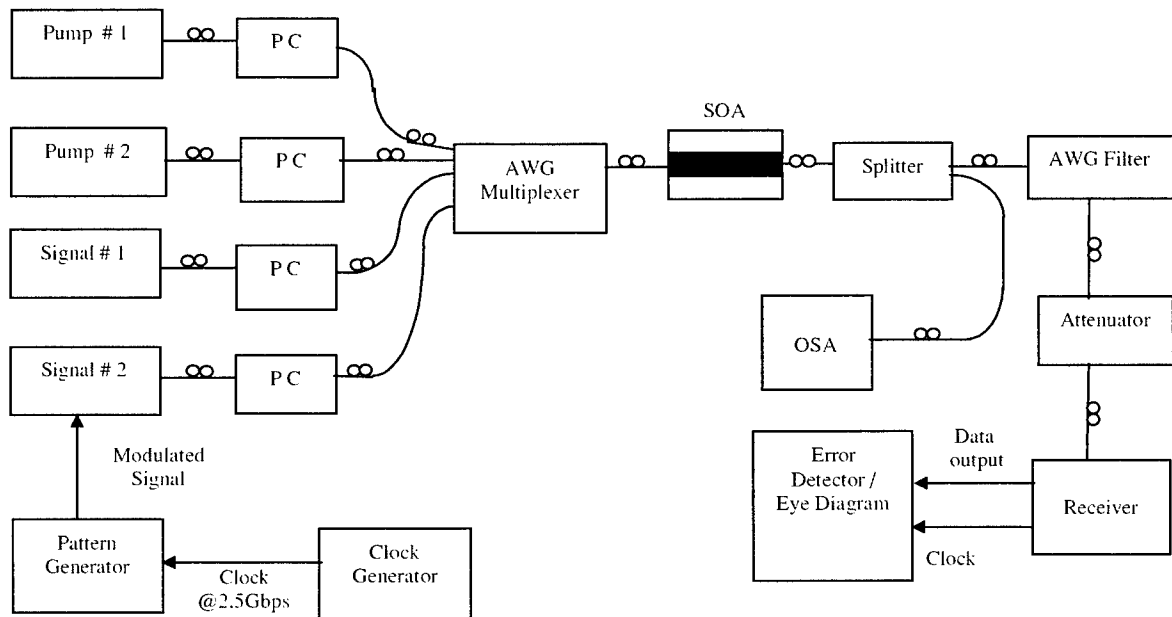 Pump # 1
P C
Pump # 2
P C
Signal # 1
P C
Signal # 2
P C
AWG
Multiplexer
SOA
Splitter
AWG Filter
OSA
Attenuator
Modulated
Signal
Pattern
Generator
Clock
@2.5Gbps
Clock
Generator
Error
Detector /
Eye Diagram
Data
output
Clock
Receiver